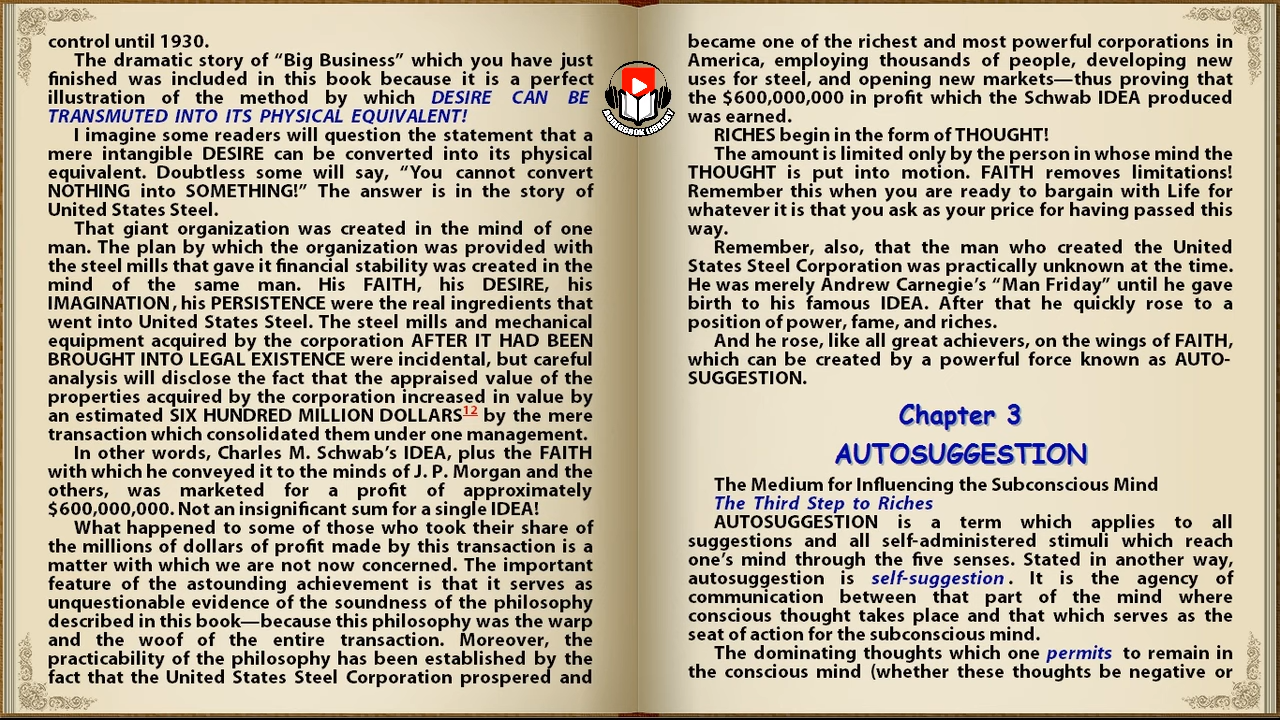 control until 1930.
The dramatic story of “Big Business” which you have just
finished was included in this book because it is a perfect
illustration of the method by which DESIRE CAN BE
TRANSMUTED INTO ITS PHYSICAL EQUIVALENT!
I imagine some readers will question the statement that a
mere intangible DESIRE can be converted into its physical
equivalent. Doubtless some will say, “You cannot convert
NOTHING into SOMETHING!” The answer is in the story of
United States Steel.
That giant organization was created in the mind of one
man. The plan by which the organization was provided with
the steel mills that gave it financial stability was created in the
mind of the same man. His FAITH, his DESIRE, his
IMAGINATION, his PERSISTENCE were the real ingredients that
went into United States Steel. The steel mills and mechanical
equipment acquired by the corporation AFTER IT HAD BEEN
BROUGHT INTO LEGAL EXISTENCE were incidental, but careful
analysis will disclose the fact that the appraised value of the
properties acquired by the corporation increased in value by
an estimated SIX HUNDRED MILLION DOLLARS12 by the mere
transaction which consolidated them under one management.
In other words, Charles M. Schwab’s IDEA, plus the FAITH
with which he conveyed it to the minds of J. P. Morgan and the
others, was marketed for a profit of approximately
$600,000,000. Not an insignificant sum for a single IDEA!
What happened to some of those who took their share of
the millions of dollars of profit made by this transaction is a
matter with which we are not now concerned. The important
feature of the astounding achievement is that it serves as
unquestionable evidence of the soundness of the philosophy
described in this book—because this philosophy was the warp
and the woof of the entire transaction. Moreover, the
practicability of the philosophy has been established by the
fact that the United States Steel Corporation prospered and
AUDIOBOOK LIBRARY
became one of the richest and most powerful corporations in
America, employing thousands of people, developing new
uses for steel, and opening new markets—thus proving that
the $600,000,000 in profit which the Schwab IDEA produced
was earned.
RICHES begin in the form of THOUGHT!
The amount is limited only by the person in whose mind the
THOUGHT is put into motion. FAITH removes limitations!
Remember this when you are ready to bargain with Life for
whatever it is that you ask as your price for having passed this
way.
Remember, also, that the man who created the United
States Steel Corporation was practically unknown at the time.
He was merely Andrew Carnegie’s “Man Friday” until he gave
birth to his famous IDEA. After that he quickly rose to a
position of power, fame, and riches.
And he rose, like all great achievers, on the wings of FAITH,
which can be created by a powerful force known as AUTO-
SUGGESTION.
Chapter 3
AUTOSUGGESTION
The Medium for Influencing the Subconscious Mind
The Third Step to Riches
AUTOSUGGESTION is a term which applies to all
suggestions and all self-administered stimuli which reach
one’s mind through the five senses. Stated in another way,
autosuggestion is self-suggestion. It is the agency of
communication between that part of the mind where
conscious thought takes place and that which serves as the
seat of action for the subconscious mind.
The dominating thoughts which one permits to remain in
the conscious mind (whether these thoughts be negative or